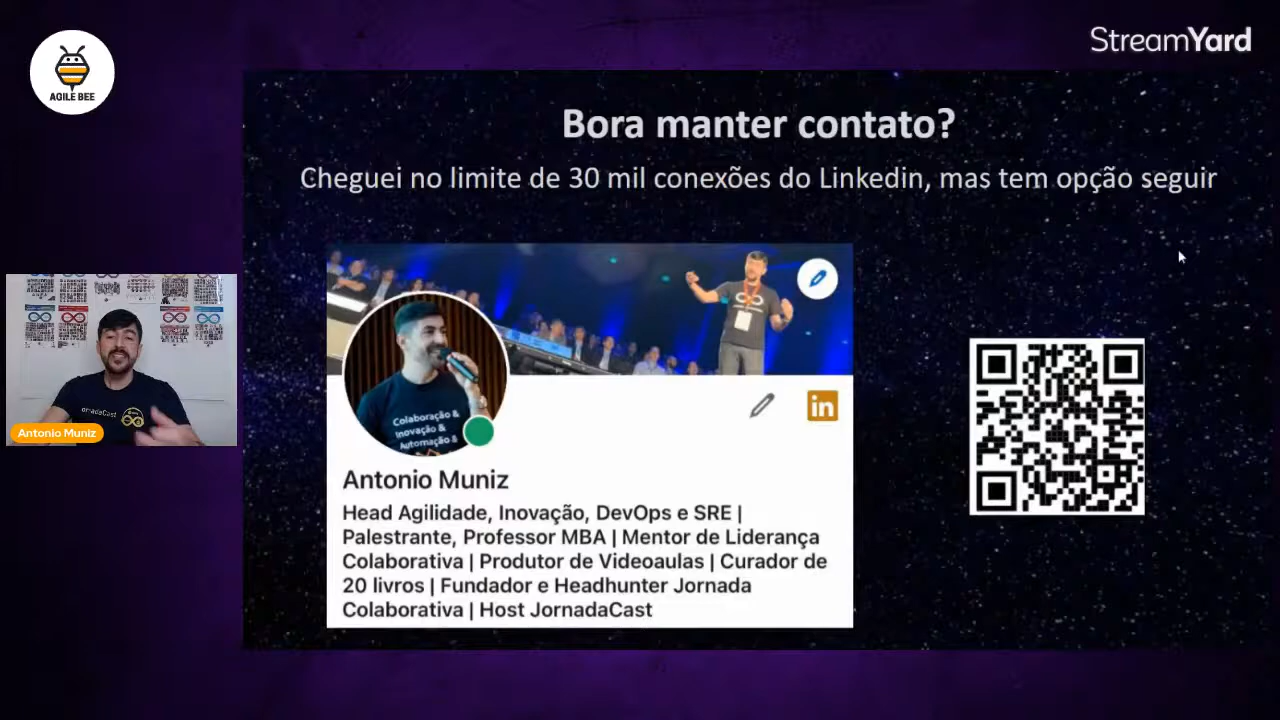 AGILE BEE
StreamYard
Bora manter contato?
Cheguei no limite de 30 mil conexões do Linkedin, mas tem opção seguir
JornadaCast
Antonio Muniz
Colaboração &
Inovação &
Automação &
in
Antonio Muniz
Head Agilidade, Inovação, DevOps e SRE |
Palestrante, Professor MBA | Mentor de Liderança
Colaborativa | Produtor de Videoaulas | Curador de
20 livros | Fundador e Headhunter Jornada
Colaborativa | Host JornadaCast